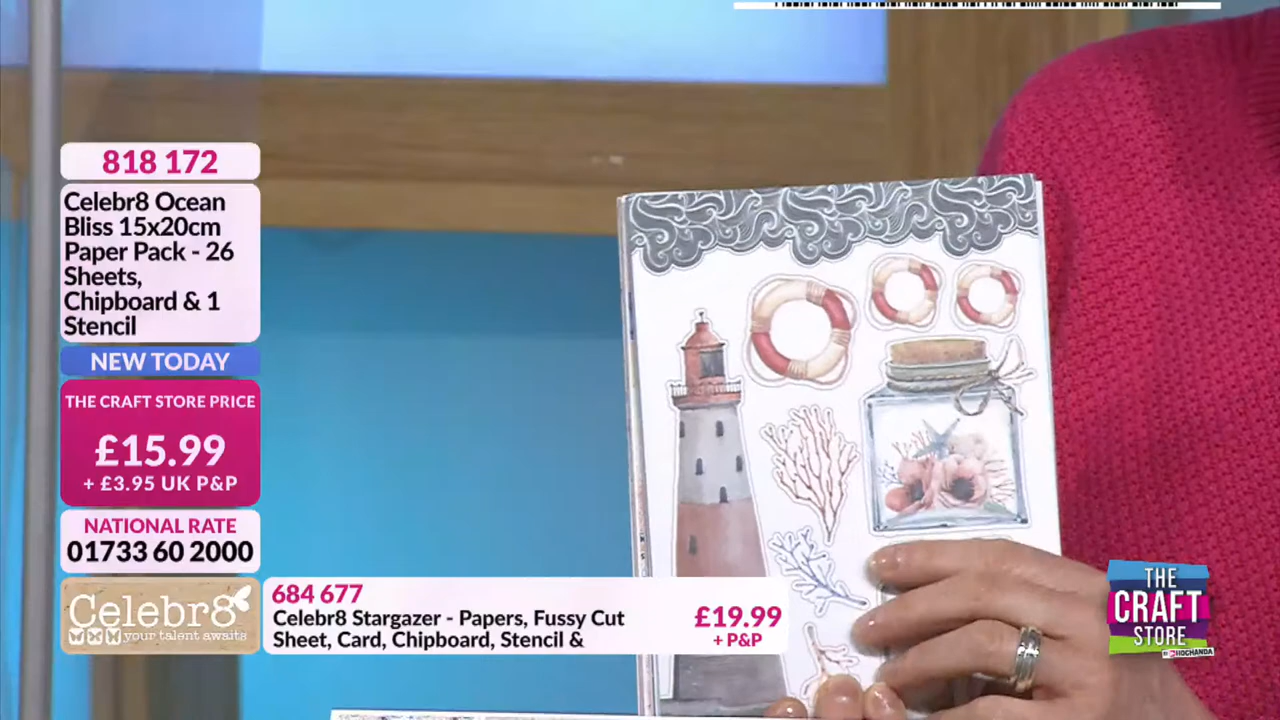 818 172
Celebr8 Ocean
Bliss 15x20cm
Paper Pack - 26
Sheets,
Chipboard & 1
Stencil
NEW TODAY
THE CRAFT STORE PRICE
£15.99
+ £3.95 UK P&P
NATIONAL RATE
01733 60 2000
Celebr8
your talent awaits
684 677
Celebr8 Stargazer - Papers, Fussy Cut
Sheet, Card, Chipboard, Stencil &
£19.99
+ P&P
THE
CRAFT
STORE
HOCHANDA